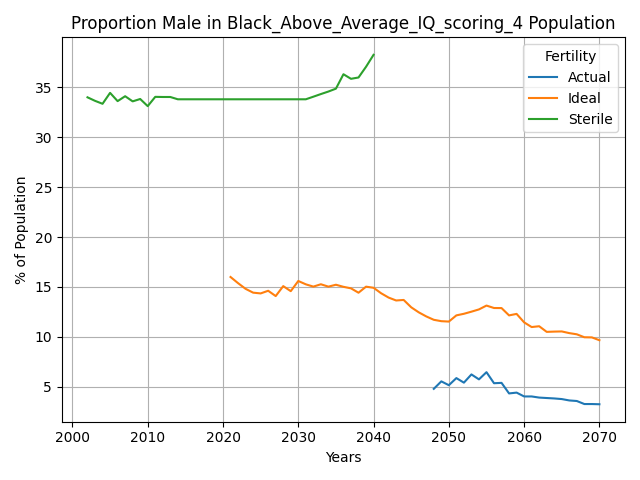 Proportion Male in Black_Above_Average_IQ_scoring_4 Population
Fertility
Actual
Ideal
Sterile
% of Population
35
30
25
20
15
10
5
2000 2010 2020 2030 2040 2050 2060 2070
Years